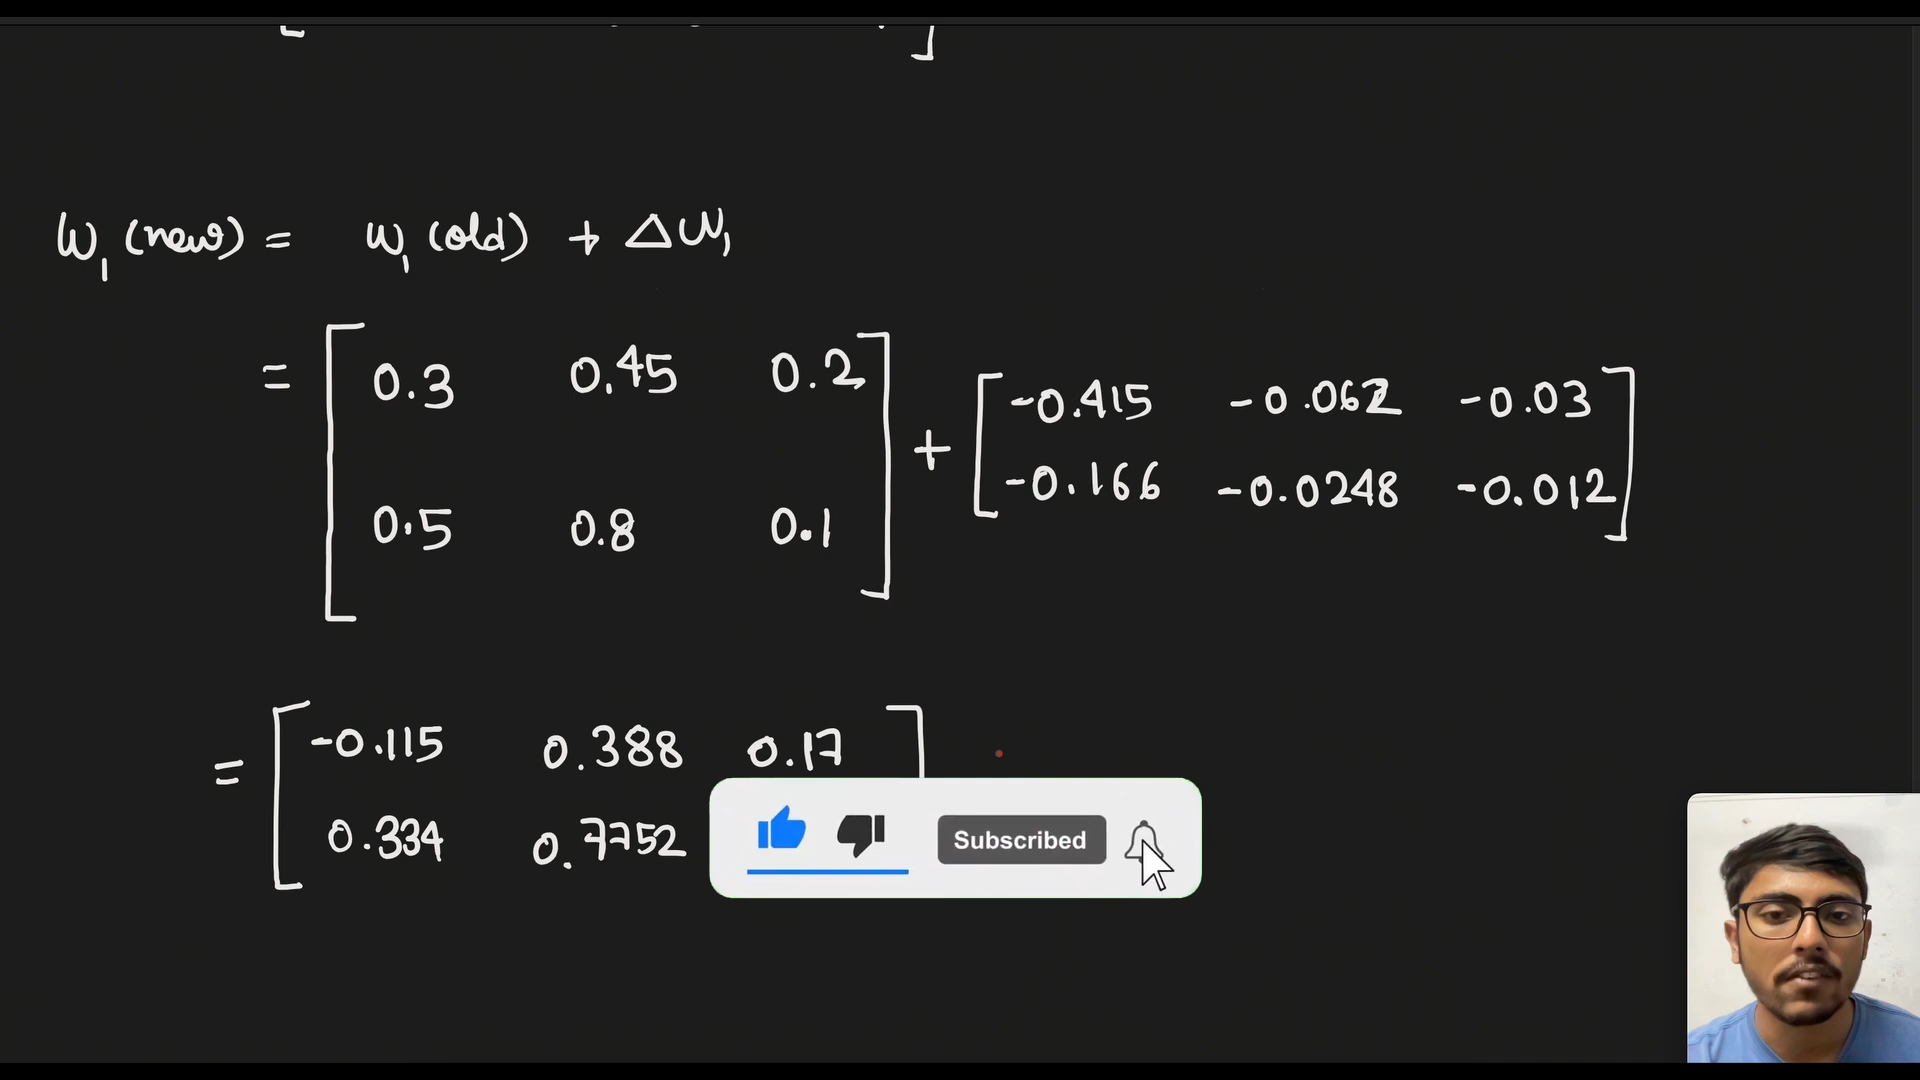 W₁ (new) = W₁ (old) + ΔW₁
= [ 0.3 0.45 0.2
0.5 0.8 0.1 ]
+ [ -0.415 -0.062 -0.03
-0.166 -0.0248 -0.012 ]
= [ -0.115 0.388 0.17 ]
0.334 0.7752
Subscribed